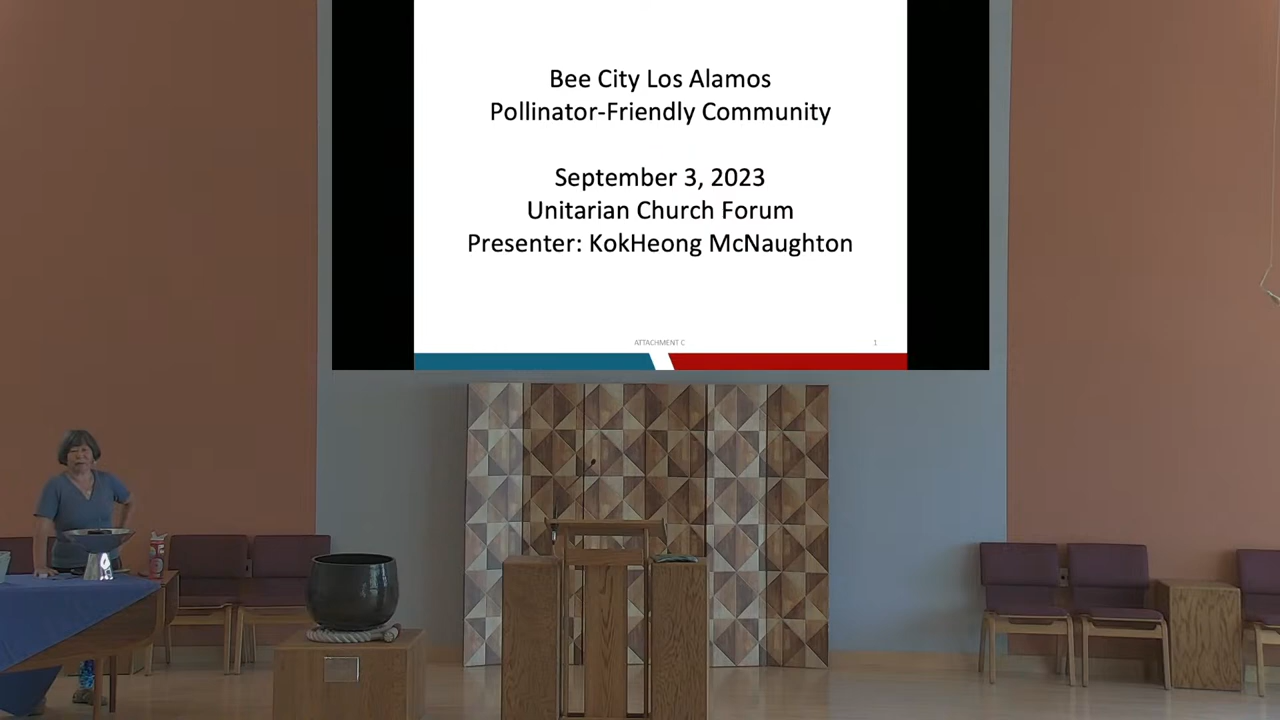 Bee City Los Alamos
Pollinator-Friendly Community
September 3, 2023
Unitarian Church Forum
Presenter: KokHeong McNaughton
ATTACHMENT C
1